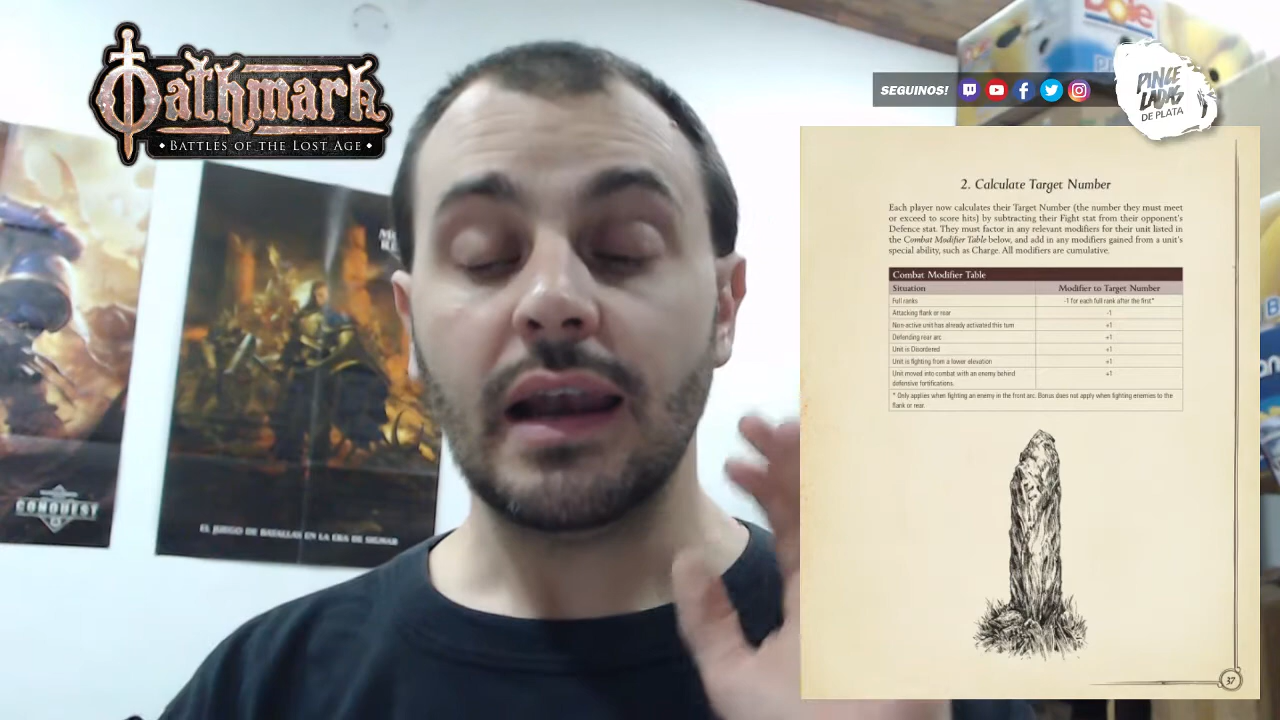 Oathmark
• BATTLES OF THE LOST AGE •
CONQUEST
EL JUEGO DE BATALLAS EN LA ERA DE SIGMAR
Dole
SEGUINOS!
PINCE
LADAS
DE PLATA
2. Calculate Target Number
Each player now calculates their Target Number (the number they must meet
or exceed to score hits) by subtracting their Fight stat from their opponent's
Defence stat. They must factor in any relevant modifiers for their unit listed in
the Combat Modifier Table below, and add in any modifiers gained from a unit's
special ability, such as Charge. All modifiers are cumulative.
Combat Modifier Table
Situation Modifier to Target Number
Full ranks -1 for each full rank after the first*
Attacking flank or rear -1
Non-active unit has already activated this turn +1
Defending rear arc +1
Unit is Disordered +1
Unit is fighting from a lower elevation +1
Unit moved into combat with an enemy behind +1
defensive fortifications.
* Only applies when fighting an enemy in the front arc. Bonus does not apply when fighting enemies to the
flank or rear.
37